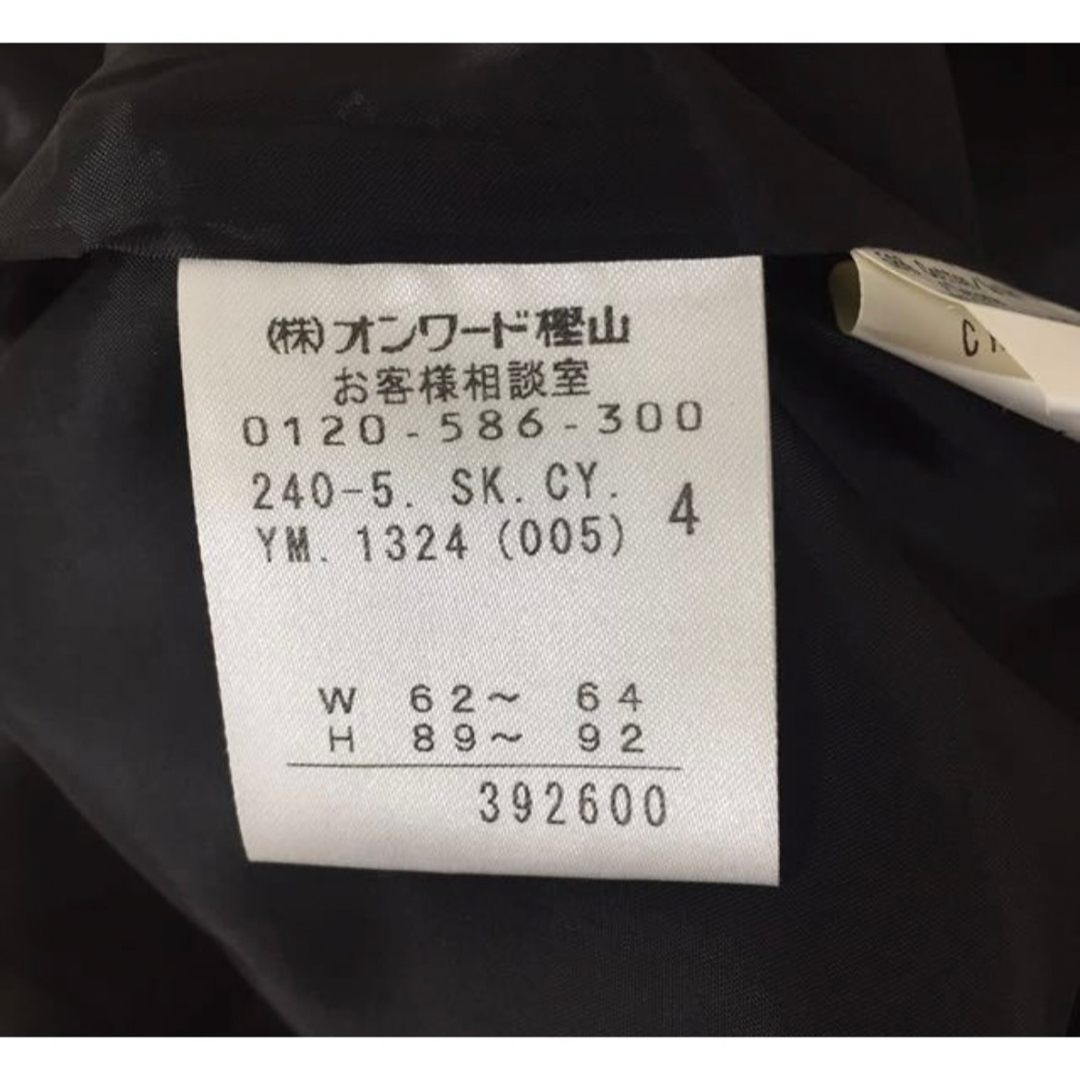 (株)オンワード樫山
お客様相談室
0120-586-300
240-5. SK. CY.
YM. 1324 (005) 4
W 62～ 64
H 89～ 92
392600